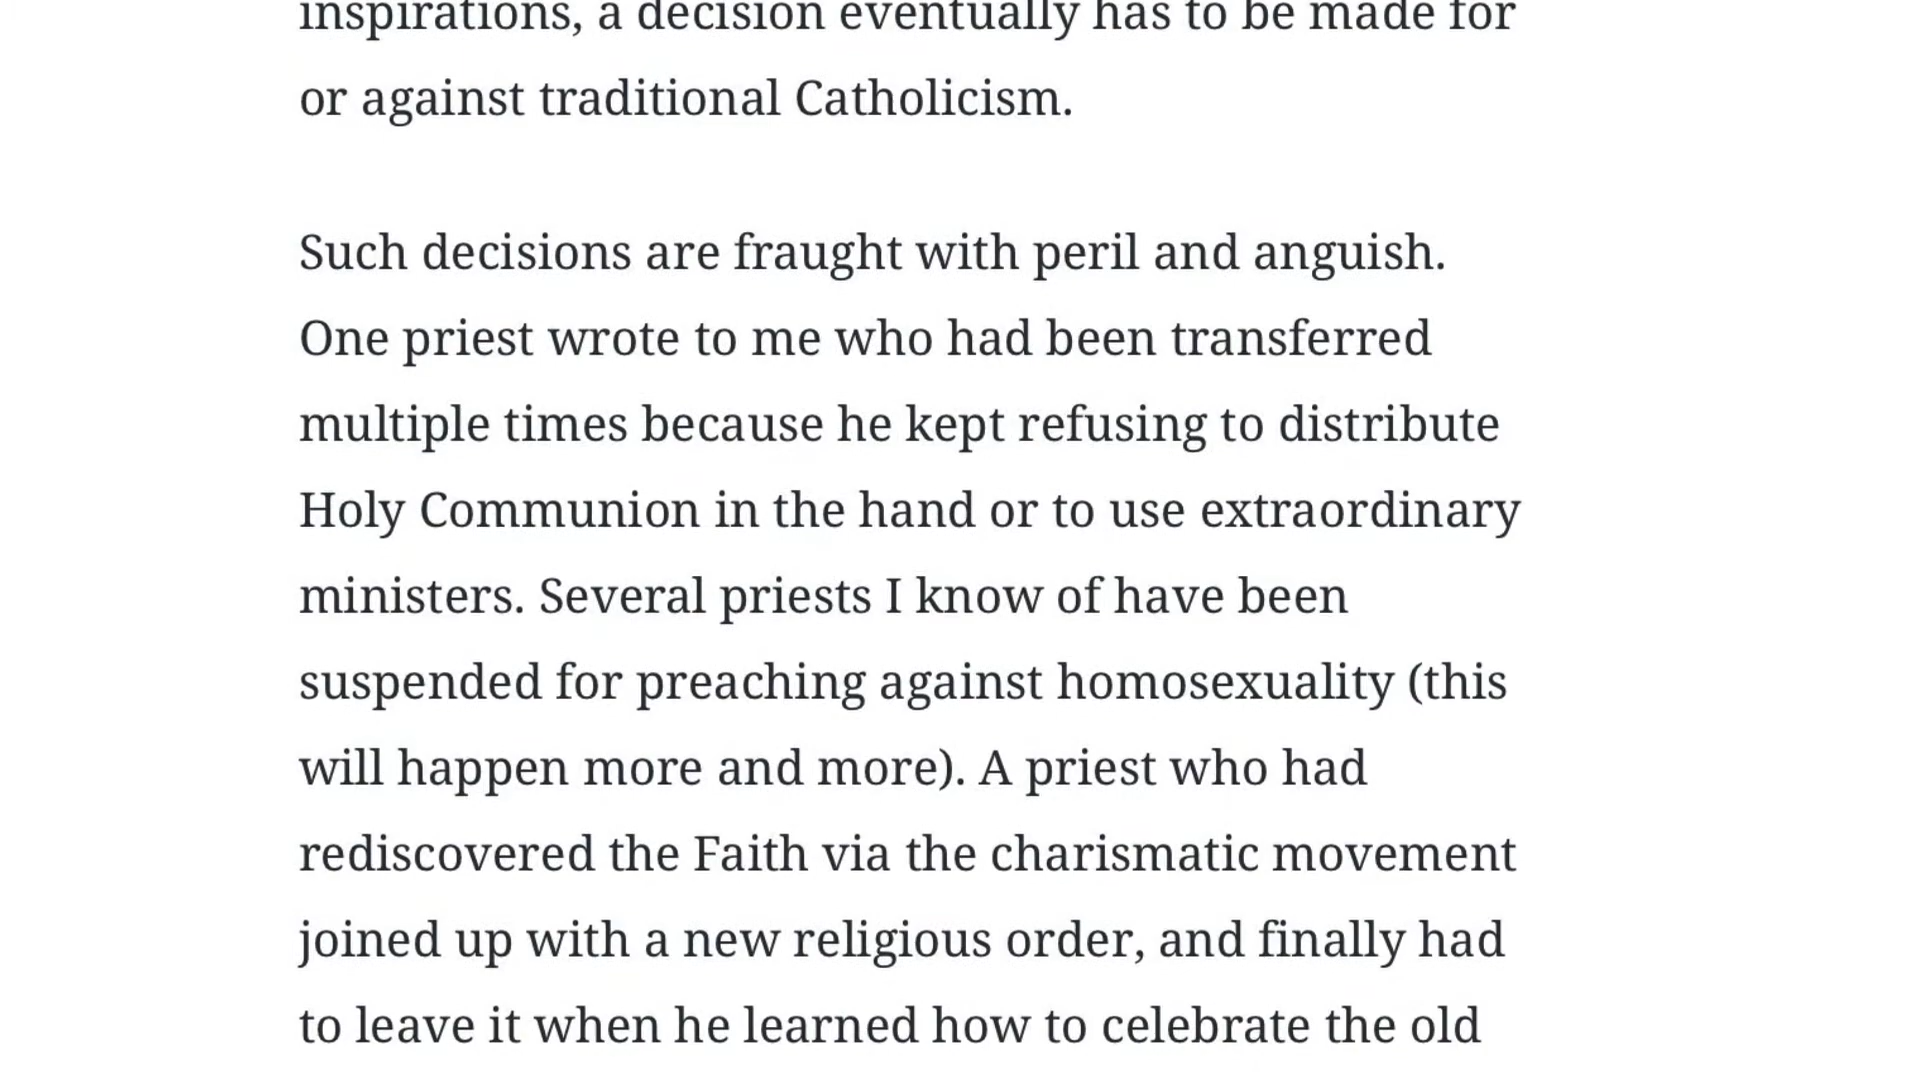 inspirations, a decision eventually has to be made for
or against traditional Catholicism.
Such decisions are fraught with peril and anguish.
One priest wrote to me who had been transferred
multiple times because he kept refusing to distribute
Holy Communion in the hand or to use extraordinary
ministers. Several priests I know of have been
suspended for preaching against homosexuality (this
will happen more and more). A priest who had
rediscovered the Faith via the charismatic movement
joined up with a new religious order, and finally had
to leave it when he learned how to celebrate the old